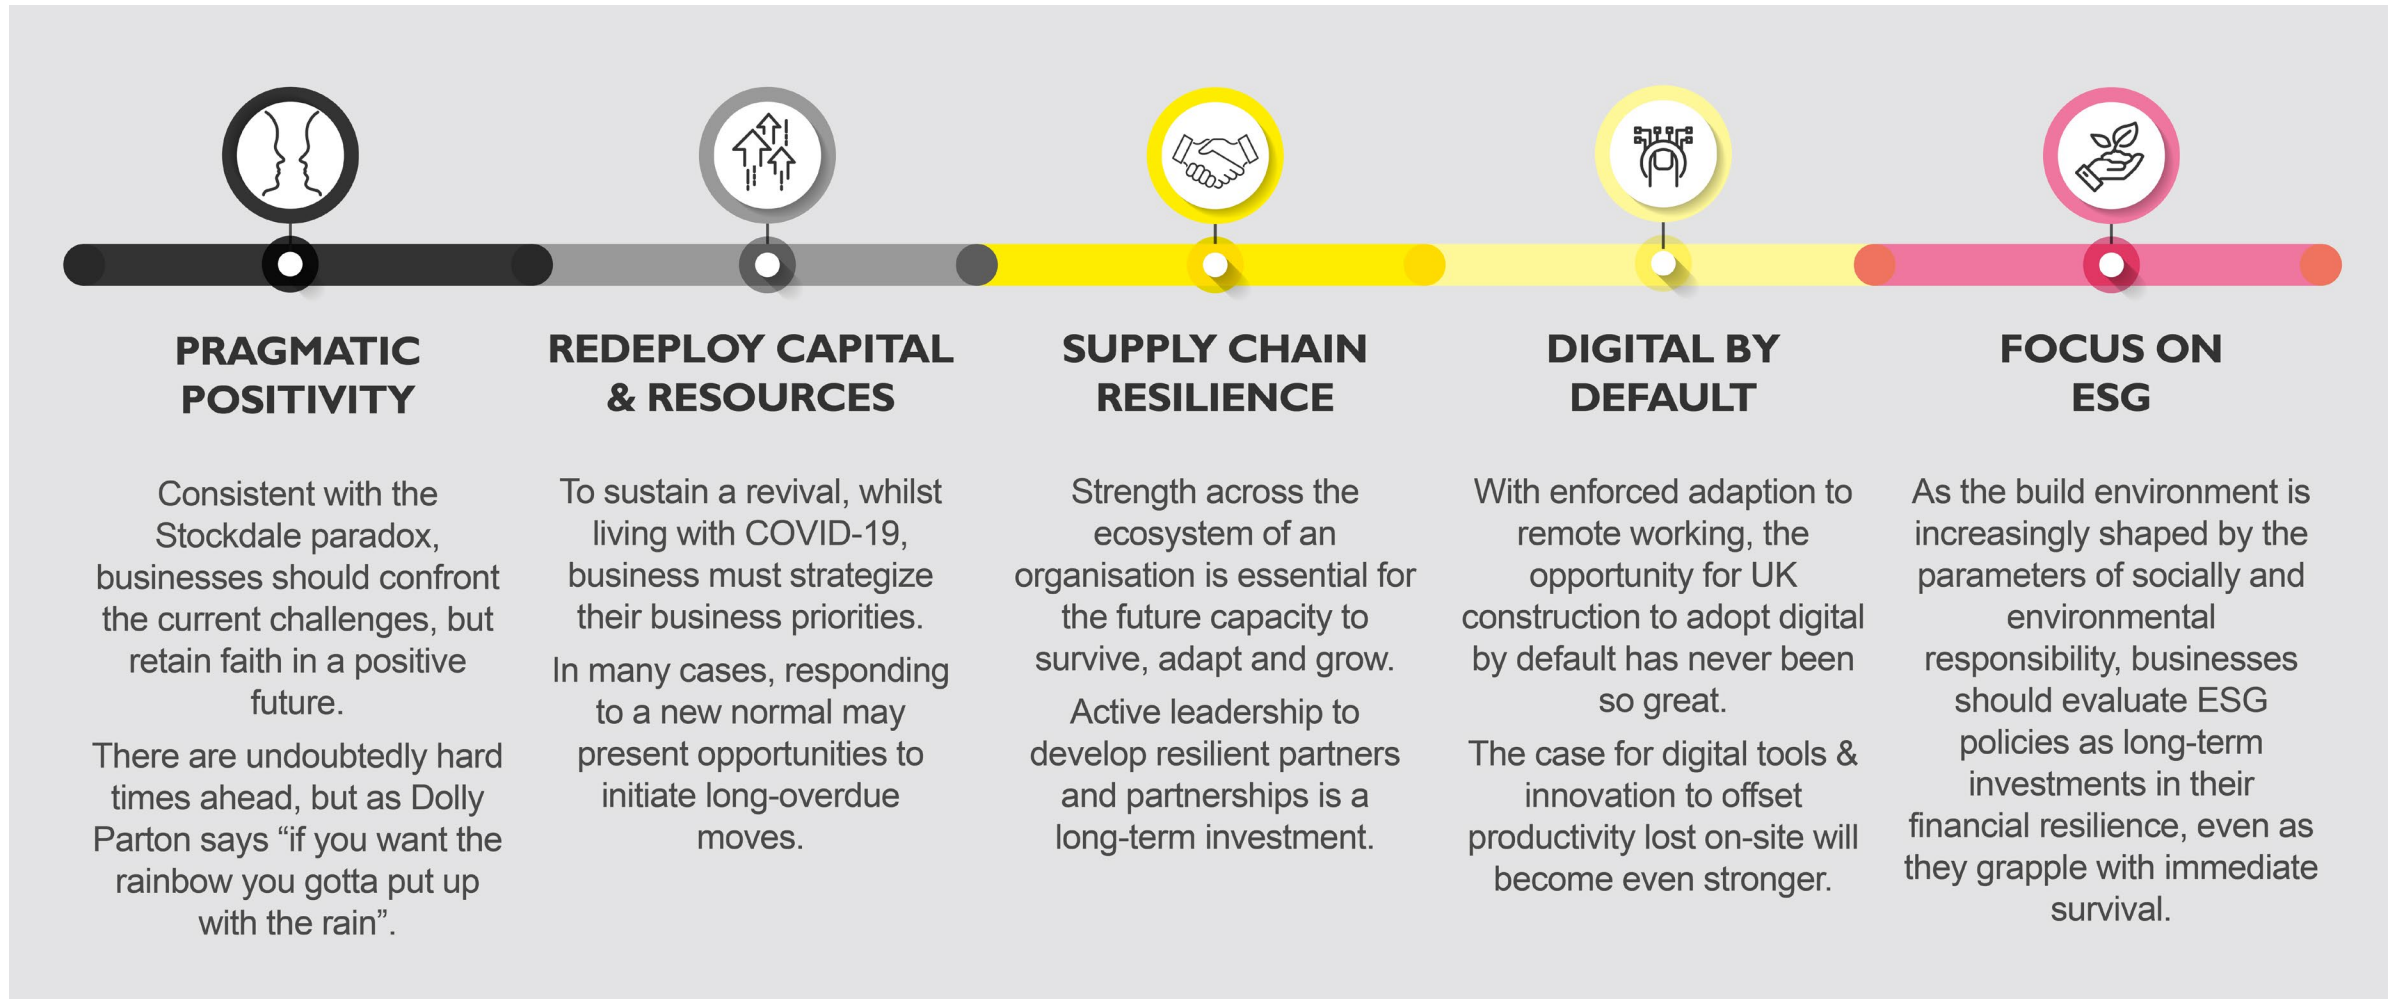 PRAGMATIC
POSITIVITY
Consistent with the
Stockdale paradox,
businesses should confront
the current challenges, but
retain faith in a positive
future.
There are undoubtedly hard
times ahead, but as Dolly
Parton says “if you want the
rainbow you gotta put up
with the rain”.
REDEPLOY CAPITAL
& RESOURCES
To sustain a revival, whilst
living with COVID-19,
business must strategize
their business priorities.
In many cases, responding
to a new normal may
present opportunities to
initiate long-overdue
moves.
SUPPLY CHAIN
RESILIENCE
Strength across the
ecosystem of an
organisation is essential for
the future capacity to
survive, adapt and grow.
Active leadership to
develop resilient partners
and partnerships is a
long-term investment.
DIGITAL BY
DEFAULT
With enforced adaption to
remote working, the
opportunity for UK
construction to adopt digital
by default has never been
so great.
The case for digital tools &
innovation to offset
productivity lost on-site will
become even stronger.
FOCUS ON
ESG
As the build environment is
increasingly shaped by the
parameters of socially and
environmental
responsibility, businesses
should evaluate ESG
policies as long-term
investments in their
financial resilience, even as
they grapple with immediate
survival.